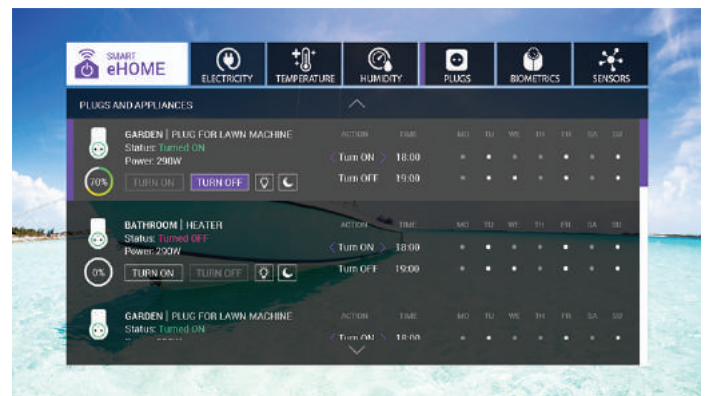 SMART
eHOME
ELECTRICITY
TEMPERATURE
HUMIDITY
PLUGS
BIOMETRICS
SENSORS
PLUGS AND APPLIANCES
GARDEN | PLUG FOR LAWN MACHINE ACTION TIME MO TU WE TH FR SA SU
Status: Turned ON
Power: 290W
Turn ON 18:00
70% TURN ON TURN OFF Turn OFF 19:00
BATHROOM | HEATER ACTION TIME MO TU WE TH FR SA SU
Status: Turned OFF
Power: 290W
Turn ON 18:00
0% TURN ON TURN OFF Turn OFF 19:00
GARDEN | PLUG FOR LAWN MACHINE ACTION TIME MO TU WE TH FR SA SU
Status: Turned ON
Turn ON 18:00